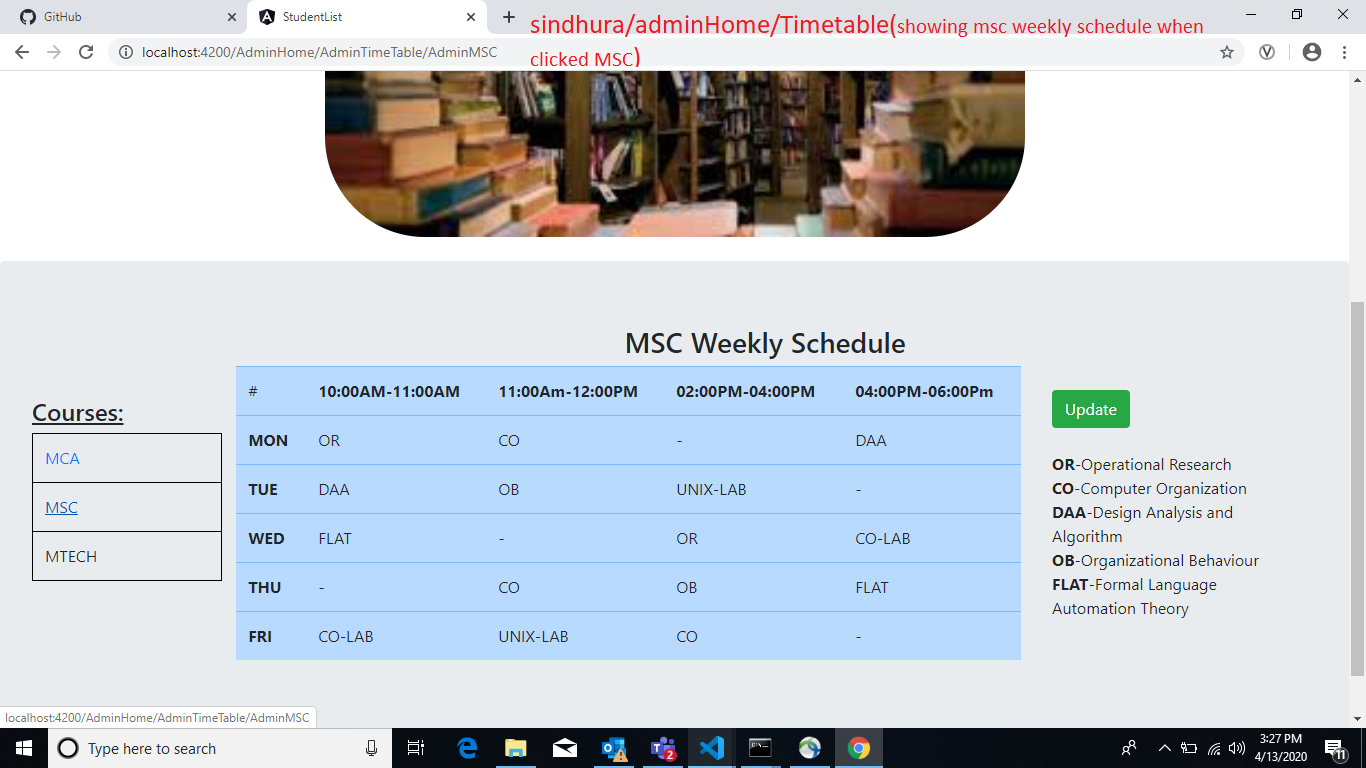 GitHub
StudentList
sindhura/adminHome/Timetable(showing msc weekly schedule when
clicked MSC)
localhost:4200/AdminHome/AdminTimeTable/AdminMSC
MSC Weekly Schedule
Courses:
MCA
MSC
MTECH
# 10:00AM-11:00AM 11:00Am-12:00PM 02:00PM-04:00PM 04:00PM-06:00Pm
MON OR CO - DAA
TUE DAA OB UNIX-LAB -
WED FLAT - OR CO-LAB
THU - CO OB FLAT
FRI CO-LAB UNIX-LAB CO -
Update
OR-Operational Research
CO-Computer Organization
DAA-Design Analysis and
Algorithm
OB-Organizational Behaviour
FLAT-Formal Language
Automation Theory
localhost:4200/AdminHome/AdminTimeTable/AdminMSC
Type here to search
2
3:27 PM
4/13/2020
11